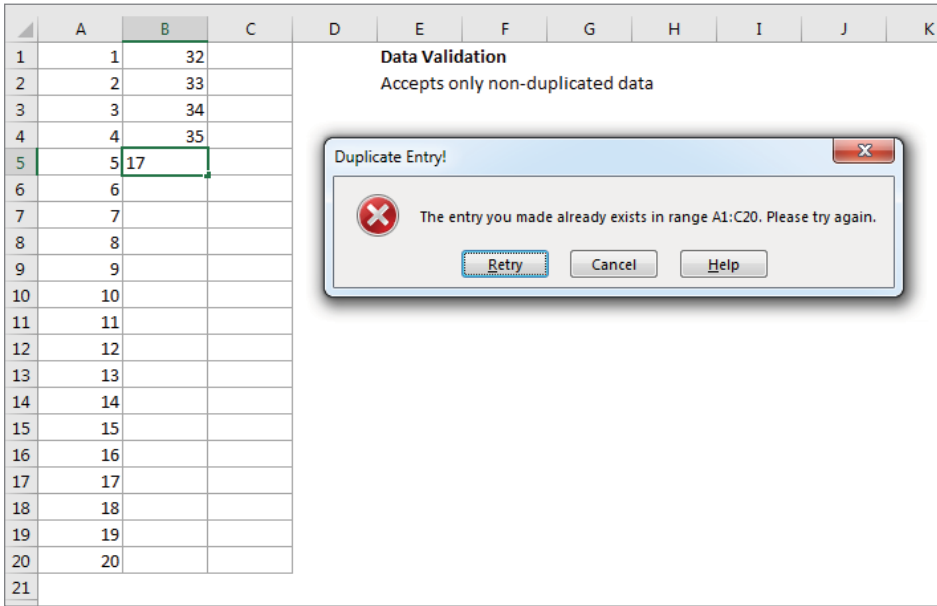 A B C D E F G H I J K
1 1 32 Data Validation
2 2 33 Accepts only non-duplicated data
3 3 34
4 4 35
5 5 17 Duplicate Entry!
6 6
7 7 The entry you made already exists in range A1:C20. Please try again.
8 8
9 9 Retry Cancel Help
10 10
11 11
12 12
13 13
14 14
15 15
16 16
17 17
18 18
19 19
20 20
21